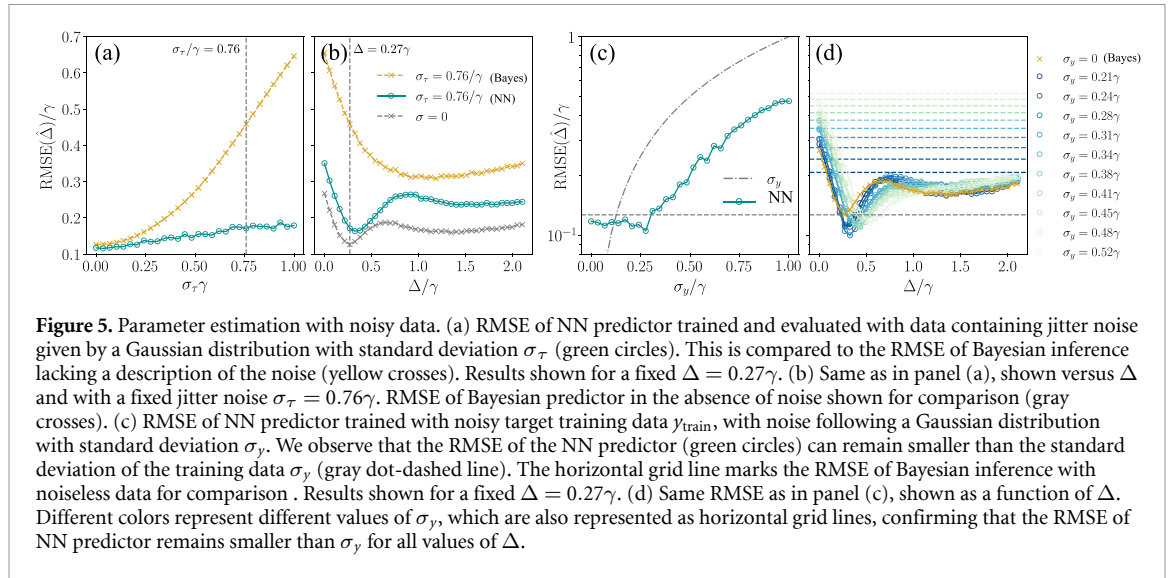 (a)
σ_τ/γ = 0.76
0.7
0.6
0.5
0.4
0.3
0.2
0.1
RMSE(Δ̂)/γ
0.00
0.25
0.50
0.75
1.00
σ_τγ
(b)
Δ = 0.27γ
σ_τ = 0.76/γ (Bayes)
σ_τ = 0.76/γ (NN)
σ = 0
0.0
0.5
1.0
1.5
2.0
Δ/γ
(c)
1
10⁻¹
RMSE(Δ̂)/γ
σ_y
NN
0.00
0.25
0.50
0.75
1.00
σ_y/γ
(d)
0.0
0.5
1.0
1.5
2.0
Δ/γ
σ_y = 0 (Bayes)
σ_y = 0.21γ
σ_y = 0.24γ
σ_y = 0.28γ
σ_y = 0.31γ
σ_y = 0.34γ
σ_y = 0.38γ
σ_y = 0.41γ
σ_y = 0.45γ
σ_y = 0.48γ
σ_y = 0.52γ
Figure 5. Parameter estimation with noisy data. (a) RMSE of NN predictor trained and evaluated with data containing jitter noise
given by a Gaussian distribution with standard deviation σ_τ (green circles). This is compared to the RMSE of Bayesian inference
lacking a description of the noise (yellow crosses). Results shown for a fixed Δ = 0.27γ. (b) Same as in panel (a), shown versus Δ
and with a fixed jitter noise σ_τ = 0.76γ. RMSE of Bayesian predictor in the absence of noise shown for comparison (gray
crosses). (c) RMSE of NN predictor trained with noisy target training data y_train, with noise following a Gaussian distribution
with standard deviation σ_y. We observe that the RMSE of the NN predictor (green circles) can remain smaller than the standard
deviation of the training data σ_y (gray dot-dashed line). The horizontal grid line marks the RMSE of Bayesian inference with
noiseless data for comparison . Results shown for a fixed Δ = 0.27γ. (d) Same RMSE as in panel (c), shown as a function of Δ.
Different colors represent different values of σ_y, which are also represented as horizontal grid lines, confirming that the RMSE of
NN predictor remains smaller than σ_y for all values of Δ.